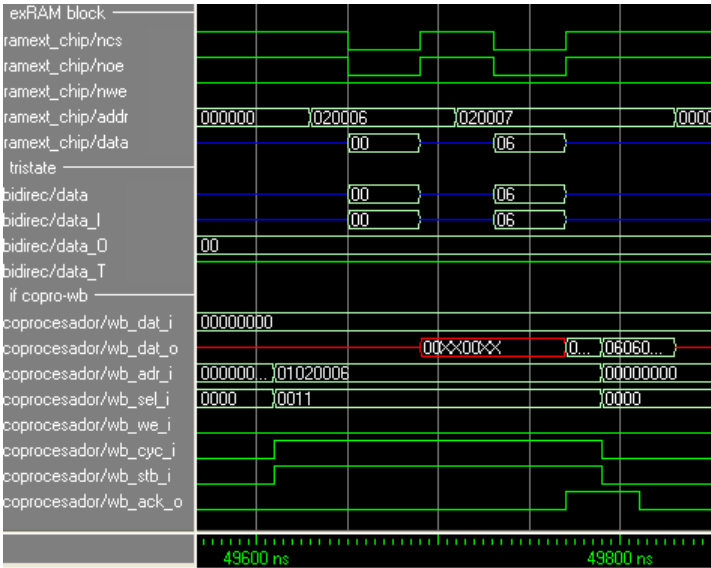 exRAM block
ramext_chip/ncs
ramext_chip/noe
ramext_chip/nwe
ramext_chip/addr 000000 020006 020007 0000
ramext_chip/data 00 06
tristate
bidirec/data 00 06
bidirec/data_I 00 06
bidirec/data_O 00
bidirec/data_T
if copro-wb
coprocesador/wb_dat_i 00000000
coprocesador/wb_dat_o 00XX00XX 0... 06060...
coprocesador/wb_adr_i 000000... 01020006 00000000
coprocesador/wb_sel_i 0000 0011 0000
coprocesador/wb_we_i
coprocesador/wb_cyc_i
coprocesador/wb_stb_i
coprocesador/wb_ack_o
49600 ns 49800 ns